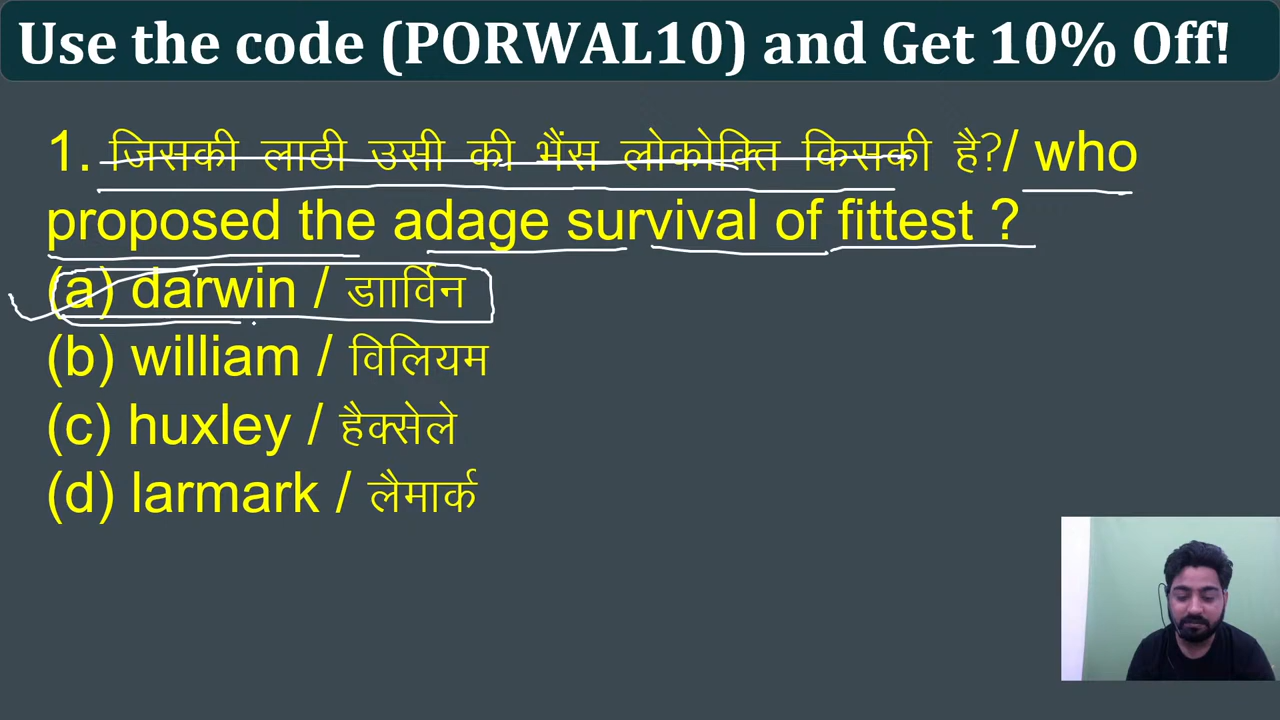 Use the code (PORWAL10) and Get 10% Off!
1. जिसकी लाठी उसी की भैंस लोकोक्ति किसकी है?/ who
proposed the adage survival of fittest ?
(a) darwin / डाार्विन
(b) william / विलियम
(c) huxley / हैक्सेले
(d) larmark / लैमार्क